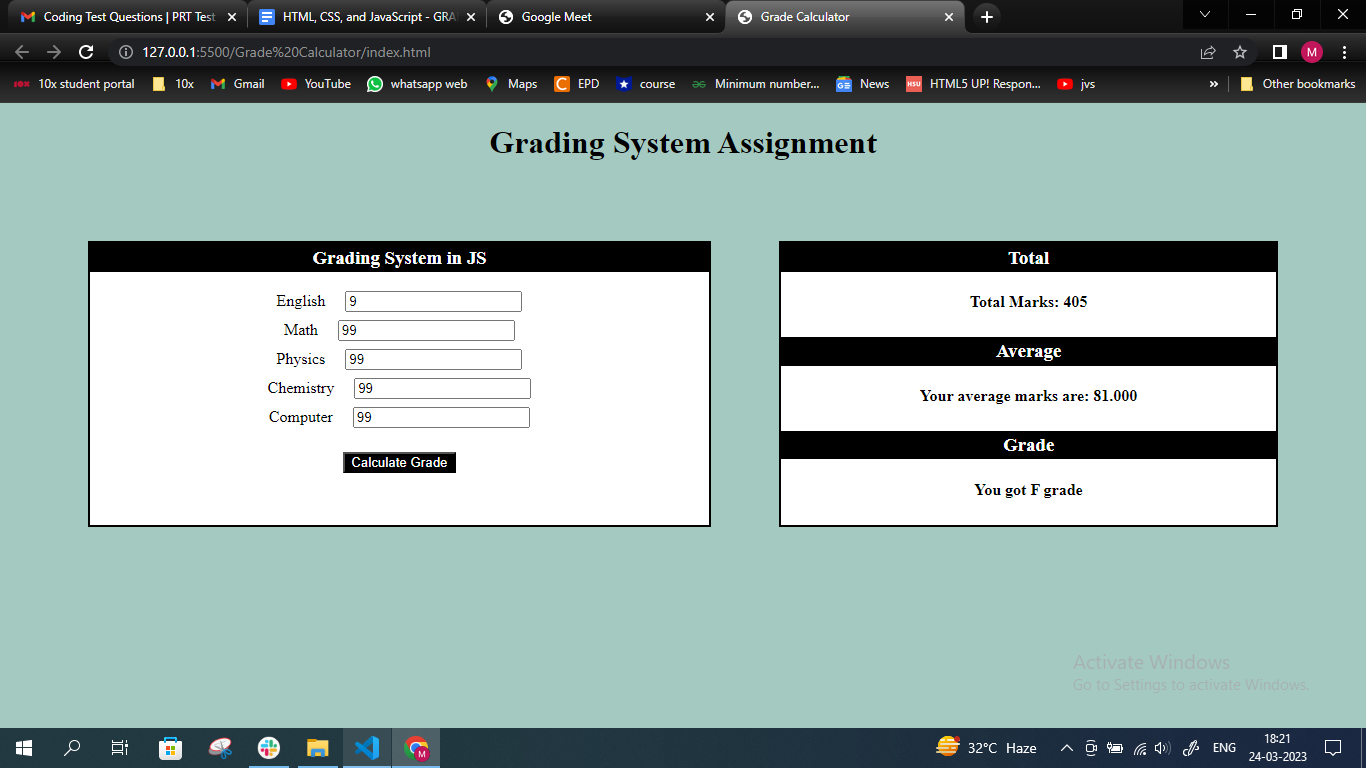 Coding Test Questions | PRT Test
HTML, CSS, and JavaScript - GRA
Google Meet
Grade Calculator
127.0.0.1:5500/Grade%20Calculator/index.html
M
10x student portal
10x
Gmail
YouTube
whatsapp web
Maps
C EPD
course
Minimum number...
GE News
HSU HTML5 UP! Respon...
jvs
»
Other bookmarks
Grading System Assignment
Grading System in JS
English 9
Math 99
Physics 99
Chemistry 99
Computer 99
Calculate Grade
Total
Total Marks: 405
Average
Your average marks are: 81.000
Grade
You got F grade
Activate Windows
Go to Settings to activate Windows.
M
32°C Haze
ENG
18:21
24-03-2023